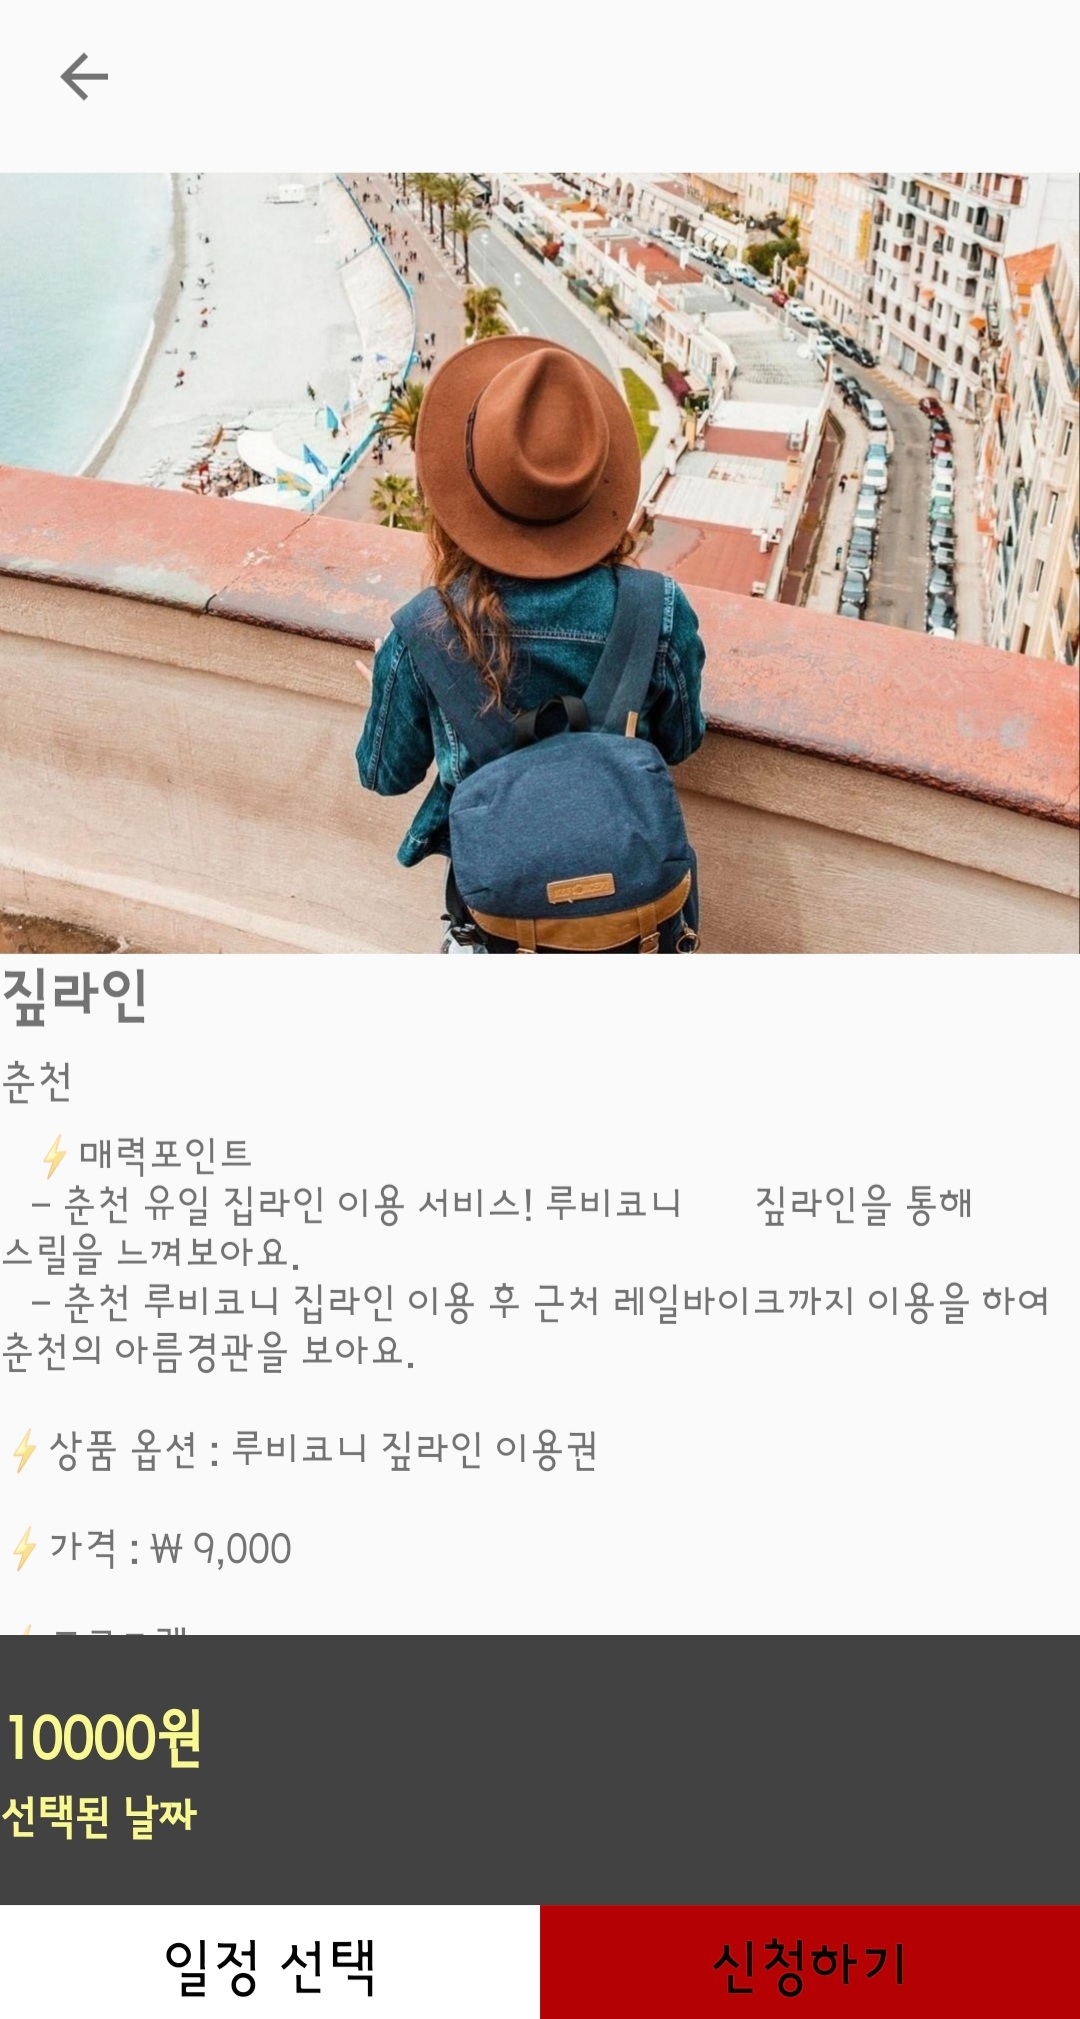 짚라인
춘천
⚡매력포인트
– 춘천 유일 집라인 이용 서비스! 루비코니 짚라인을 통해
스릴을 느껴보아요.
– 춘천 루비코니 집라인 이용 후 근처 레일바이크까지 이용을 하여
춘천의 아름경관을 보아요.
⚡상품 옵션 : 루비코니 짚라인 이용권
⚡가격 : ₩ 9,000
10000원
선택된 날짜
일정 선택
신청하기